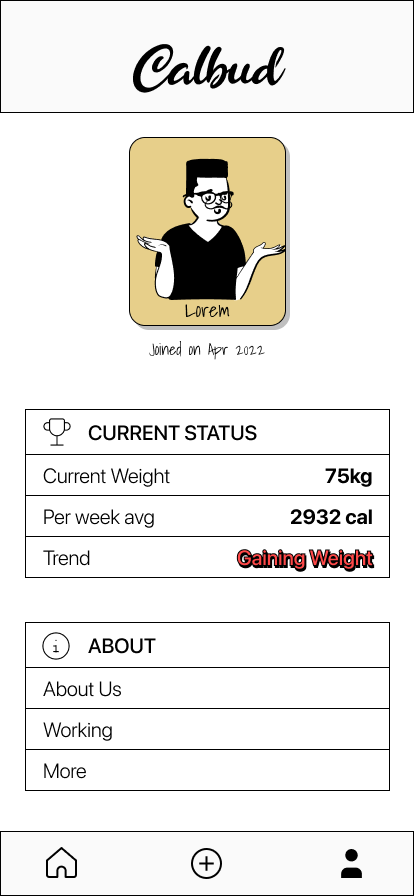 Calbud
Lorem
Joined on Apr 2022
CURRENT STATUS
Current Weight 75kg
Per week avg 2932 cal
Trend Gaining Weight
ABOUT
About Us
Working
More